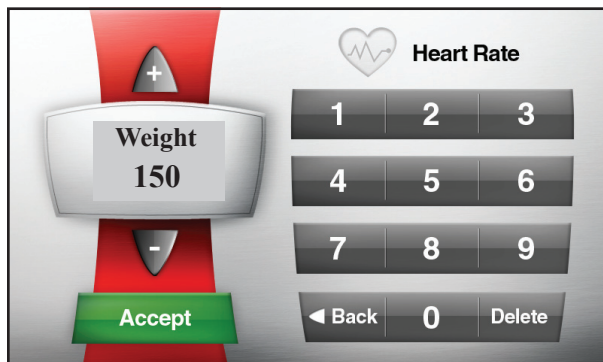 +
Weight
150
-
Accept
Heart Rate
1 2 3
4 5 6
7 8 9
Back 0 Delete